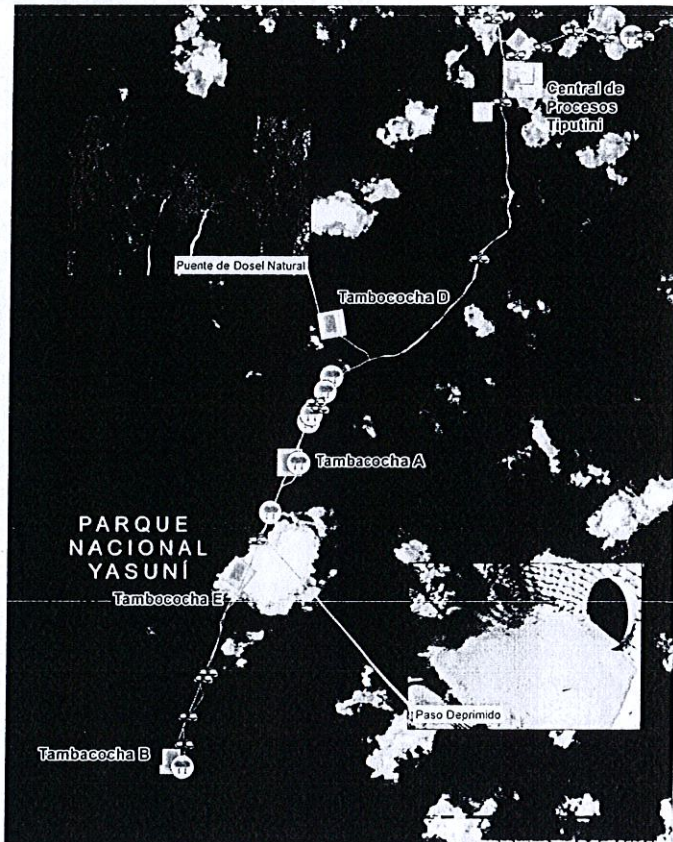 Central de
Procesos
Tiputini
Puente de Dosel Natural
Tambococha D
Tambacocha A
PARQUE
NACIONAL
YASUNÍ
Tambococha E
Paso Deprimido
Tambacocha B